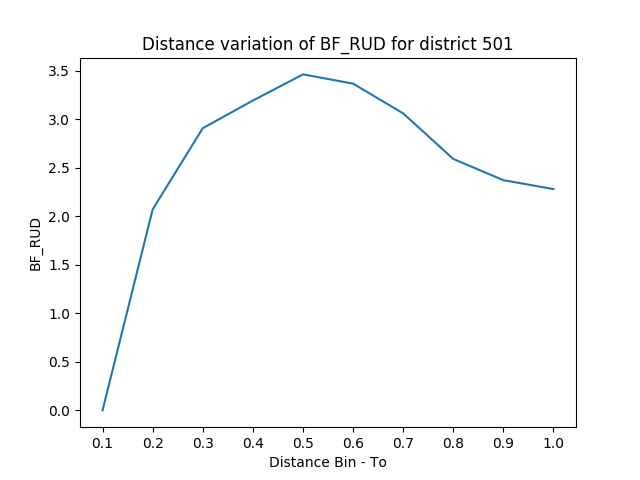 Distance variation of BF_RUD for district 501
3.5
3.0
2.5
2.0
1.5
1.0
0.5
0.0
BF_RUD
0.1 0.2 0.3 0.4 0.5 0.6 0.7 0.8 0.9 1.0
Distance Bin - To